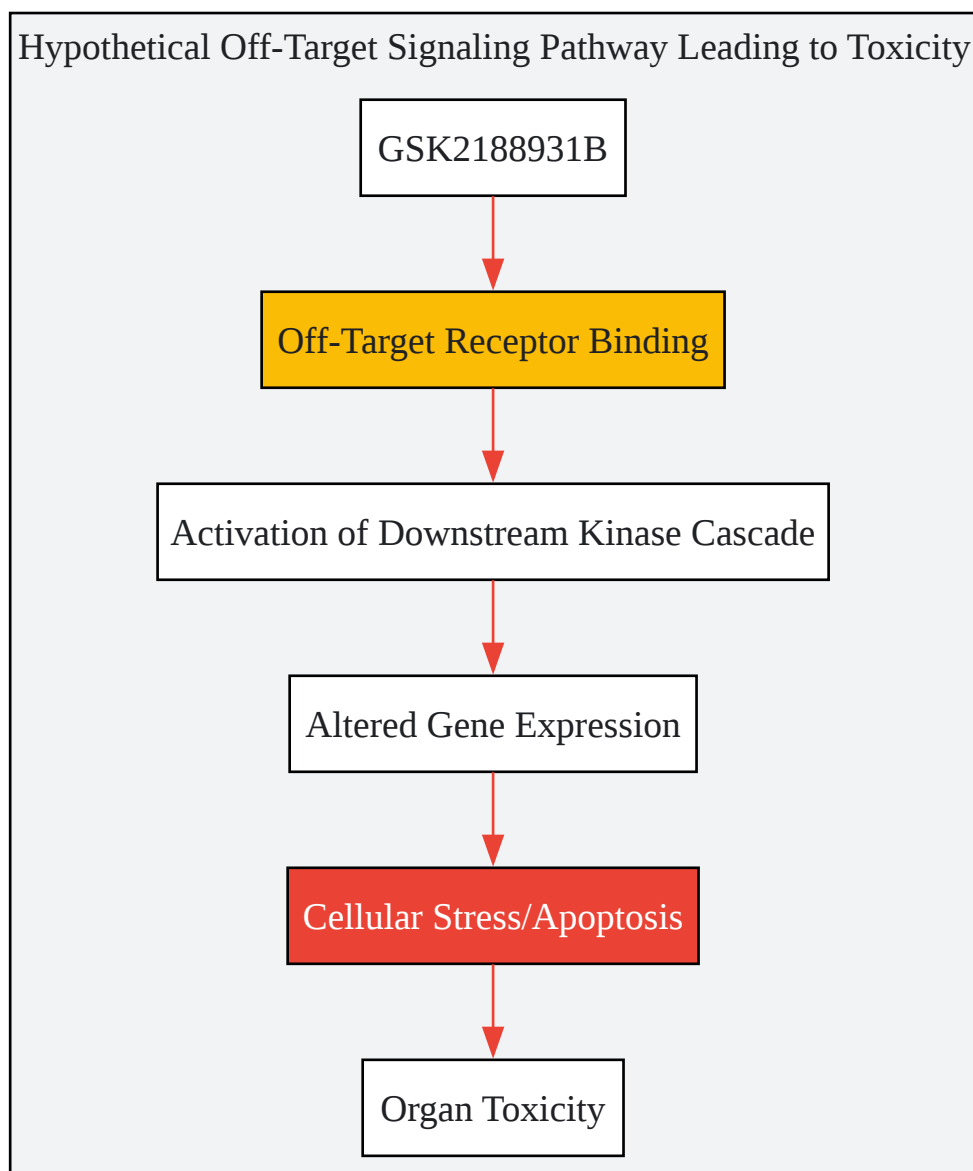 Hypothetical Off-Target Signaling Pathway Leading to Toxicity
GSK2188931B
Off-Target Receptor Binding
Activation of Downstream Kinase Cascade
Altered Gene Expression
Cellular Stress/Apoptosis
Organ Toxicity